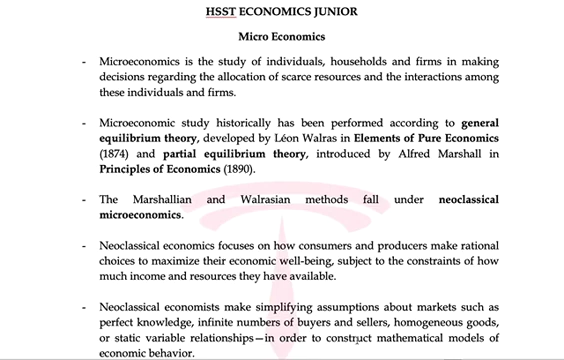 HSST ECONOMICS JUNIOR
Micro Economics
- Microeconomics is the study of individuals, households and firms in making
decisions regarding the allocation of scarce resources and the interactions among
these individuals and firms.
- Microeconomic study historically has been performed according to general
equilibrium theory, developed by Léon Walras in Elements of Pure Economics
(1874) and partial equilibrium theory, introduced by Alfred Marshall in
Principles of Economics (1890).
- The Marshallian and Walrasian methods fall under neoclassical
microeconomics.
- Neoclassical economics focuses on how consumers and producers make rational
choices to maximize their economic well-being, subject to the constraints of how
much income and resources they have available.
- Neoclassical economists make simplifying assumptions about markets such as
perfect knowledge, infinite numbers of buyers and sellers, homogeneous goods,
or static variable relationships—in order to construct mathematical models of
economic behavior.